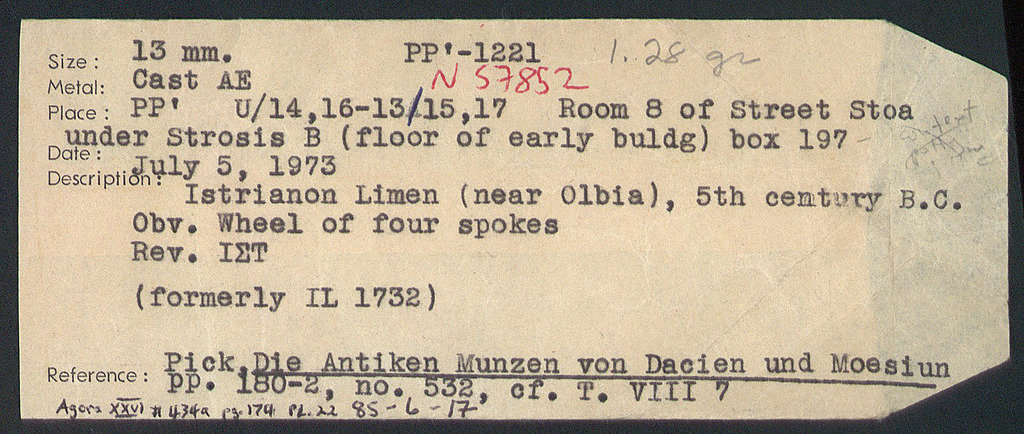 Size: 13 mm. PP'-1221 1.28 gr
Metal: Cast AE N 57852
Place: PP' U/14,16-13/15,17 Room 8 of Street Stoa
under Strosis B (floor of early buldg) box 197
Date: July 5, 1973
Description:
Istrianon Limen (near Olbia), 5th century B.C.
Obv. Wheel of four spokes
Rev. IΣT
(formerly IL 1732)
Pick, Die Antiken Munzen von Dacien und Moesiun
Reference: pp. 180-2, no. 532, cf. T. VIII 7
Agora XXVI # 434a pg. 174 PL. 22 85-6-17